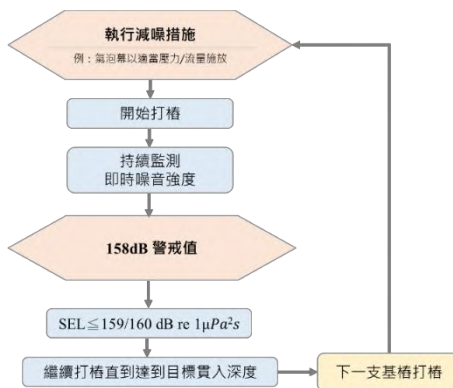 執行減噪措施
例：氣泡幕以適當壓力/流量施放
開始打樁
持續監測
即時噪音強度
158dB 警戒值
SEL≦159/160 dB re 1μPa²s
繼續打樁直到達到目標貫入深度
下一支基樁打樁